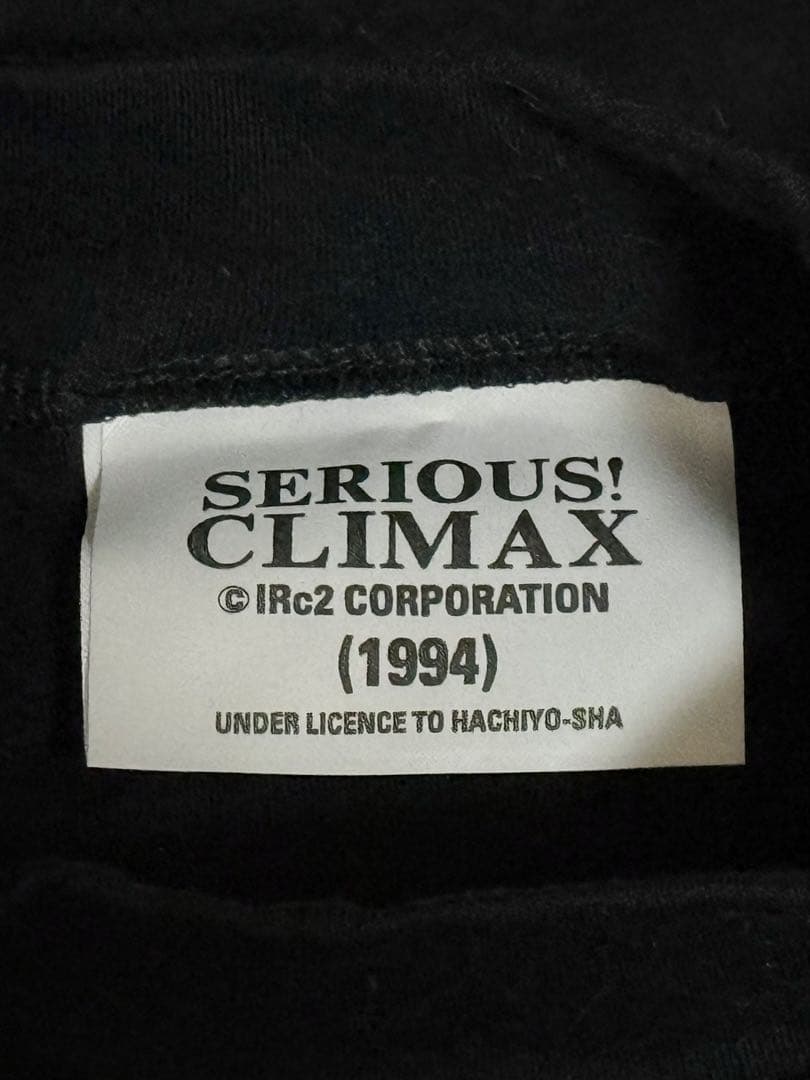 SERIOUS!
CLIMAX
© IRc2 CORPORATION
(1994)
UNDER LICENCE TO HACHIYO-SHA